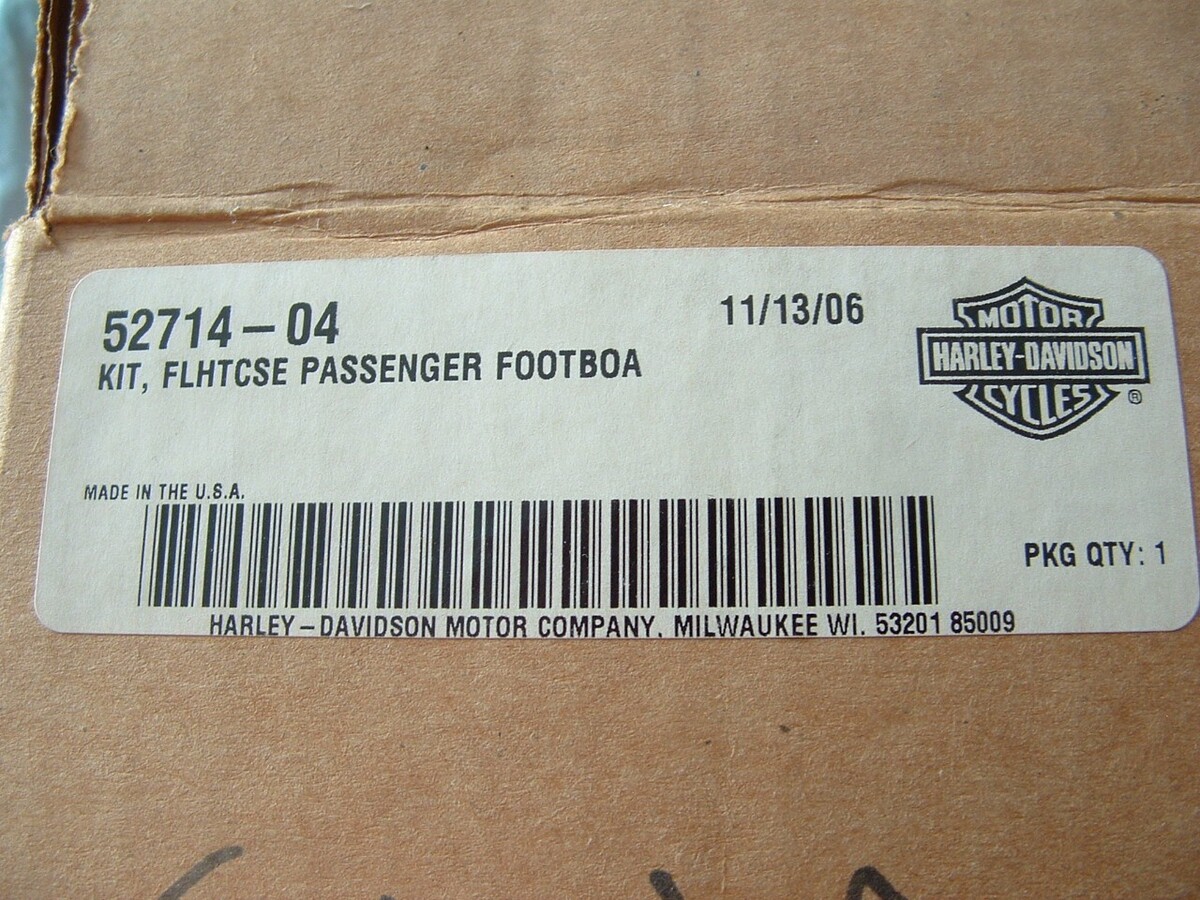 52714-04
11/13/06
KIT, FLHTCSE PASSENGER FOOTBOA
MOTOR
HARLEY-DAVIDSON
CYCLES
®
MADE IN THE U.S.A.
PKG QTY: 1
HARLEY-DAVIDSON MOTOR COMPANY, MILWAUKEE WI. 53201 85009